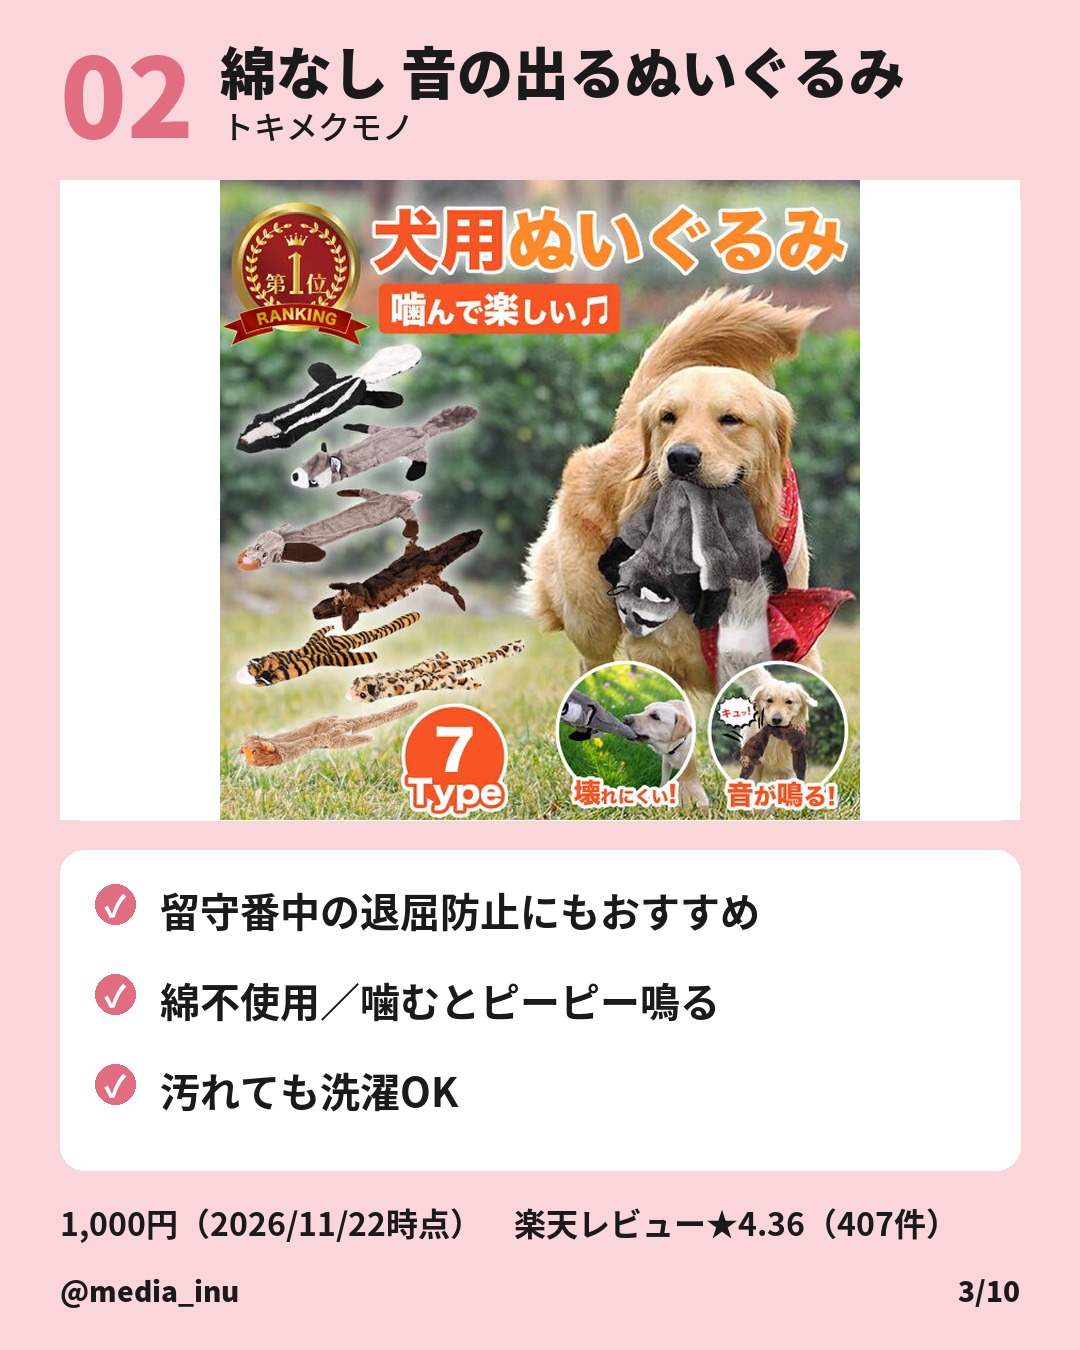 02
綿なし 音の出るぬいぐるみ
トキメクモノ
第1位
RANKING
犬用ぬいぐるみ
噛んで楽しい♫
7
Type
壊れにくい!
キュッ!
音が鳴る!
留守番中の退屈防止にもおすすめ
綿不使用／噛むとピーピー鳴る
汚れても洗濯OK
1,000円（2026/11/22時点） 楽天レビュー★4.36（407件）
@media_inu
3/10